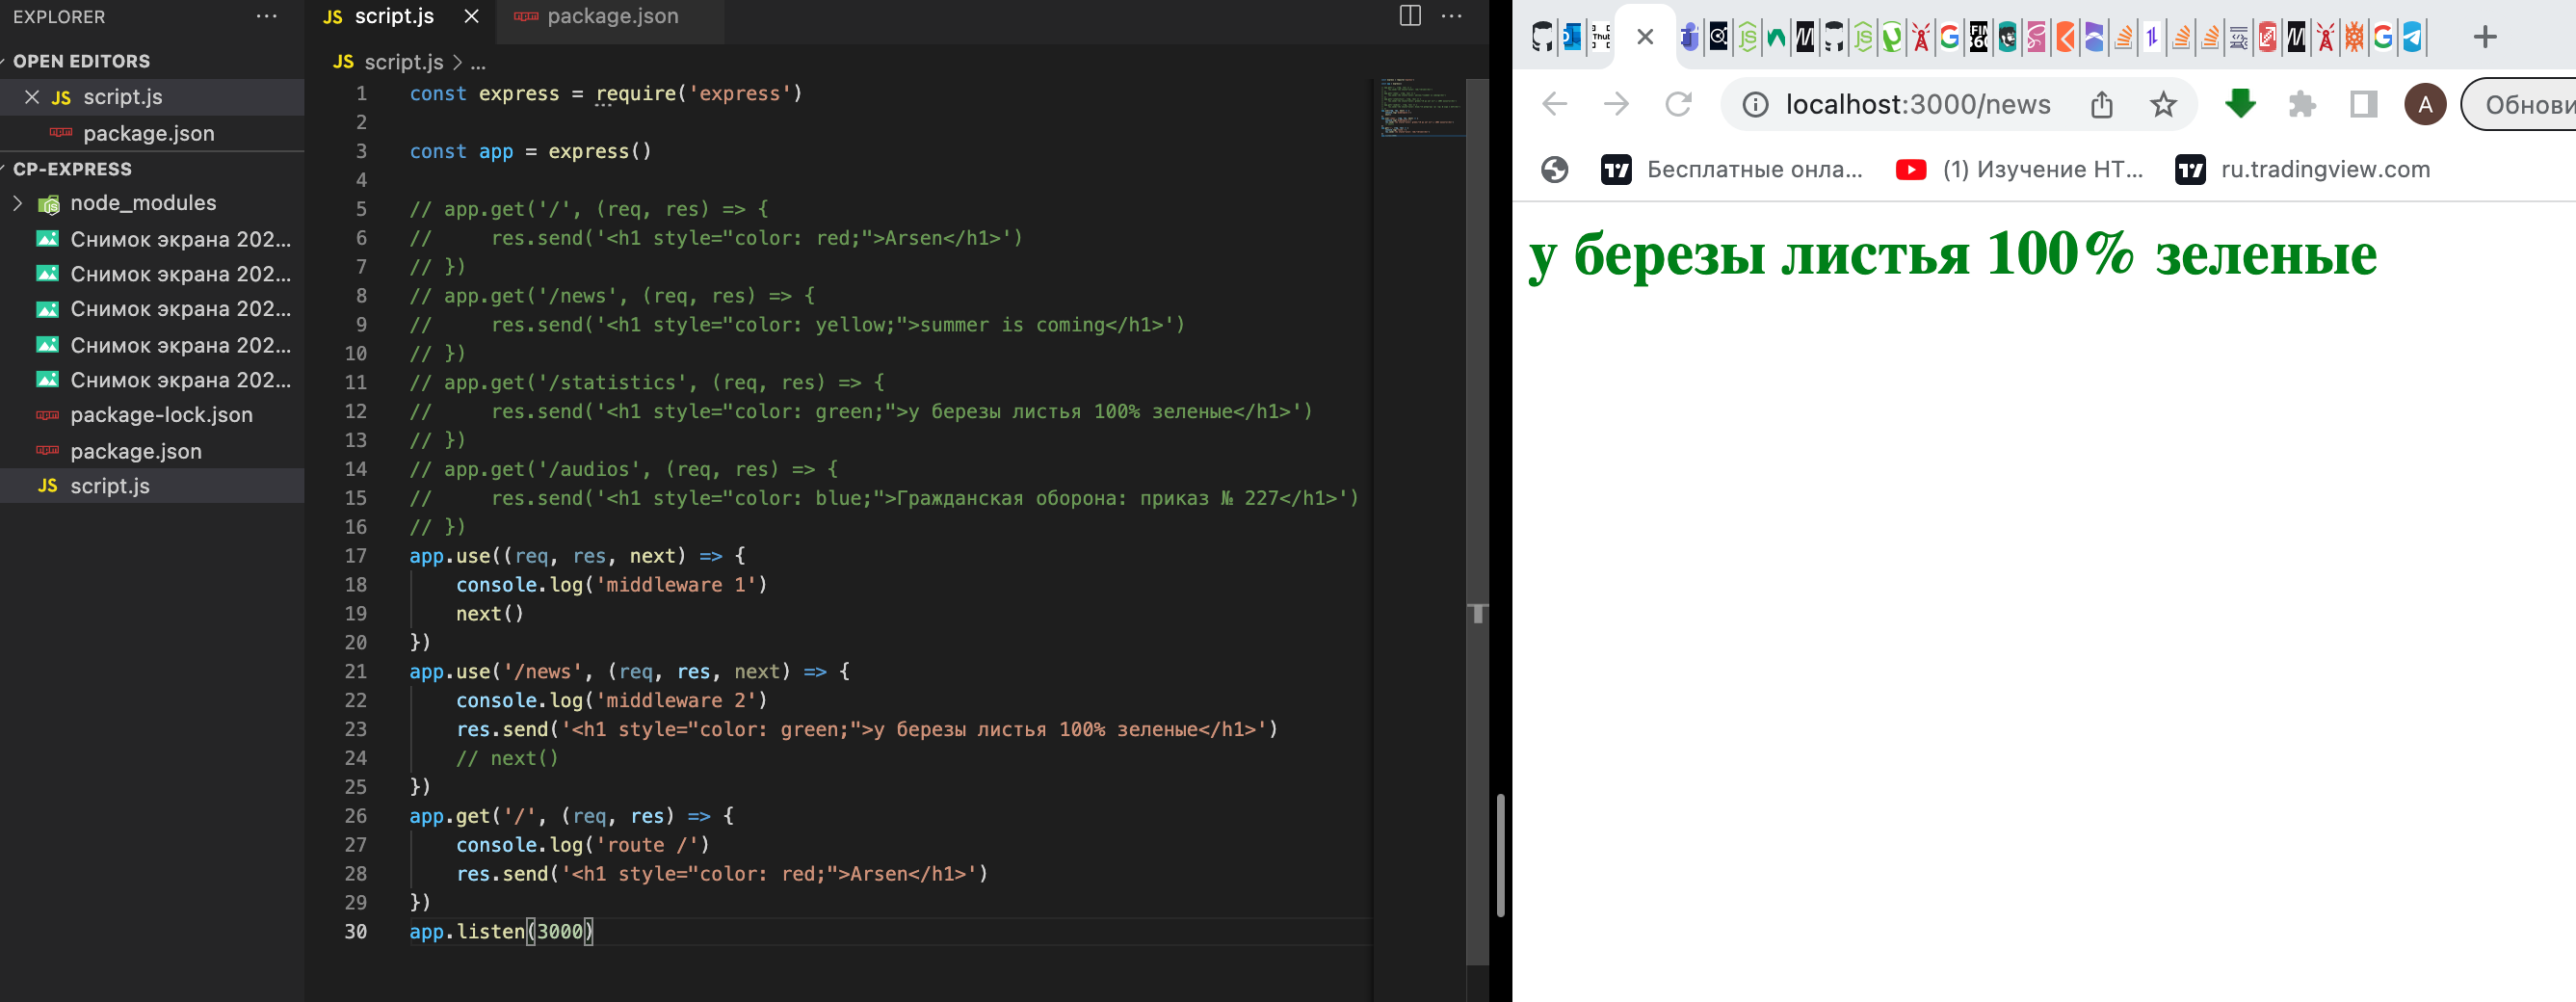 EXPLORER
OPEN EDITORS
script.js
package.json
CP-EXPRESS
node_modules
Снимок экрана 202...
Снимок экрана 202...
Снимок экрана 202...
Снимок экрана 202...
Снимок экрана 202...
package-lock.json
package.json
JS script.js
JS script.js
package.json
JS script.js > ...
1 const express = require('express')
2
3 const app = express()
4
5 // app.get('/', (req, res) => {
6 //     res.send('<h1 style="color: red;">Arsen</h1>')
7 // })
8 // app.get('/news', (req, res) => {
9 //     res.send('<h1 style="color: yellow;">summer is coming</h1>')
10 // })
11 // app.get('/statistics', (req, res) => {
12 //     res.send('<h1 style="color: green;">у березы листья 100% зеленые</h1>')
13 // })
14 // app.get('/audios', (req, res) => {
15 //     res.send('<h1 style="color: blue;">Гражданская оборона: приказ № 227</h1>')
16 // })
17 app.use((req, res, next) => {
18     console.log('middleware 1')
19     next()
20 })
21 app.use('/news', (req, res, next) => {
22     console.log('middleware 2')
23     res.send('<h1 style="color: green;">у березы листья 100% зеленые</h1>')
24     // next()
25 })
26 app.get('/', (req, res) => {
27     console.log('route /')
28     res.send('<h1 style="color: red;">Arsen</h1>')
29 })
30 app.listen(3000)
localhost:3000/news
A
Обнови
Бесплатные онла...
(1) Изучение HT...
ru.tradingview.com
у березы листья 100% зеленые